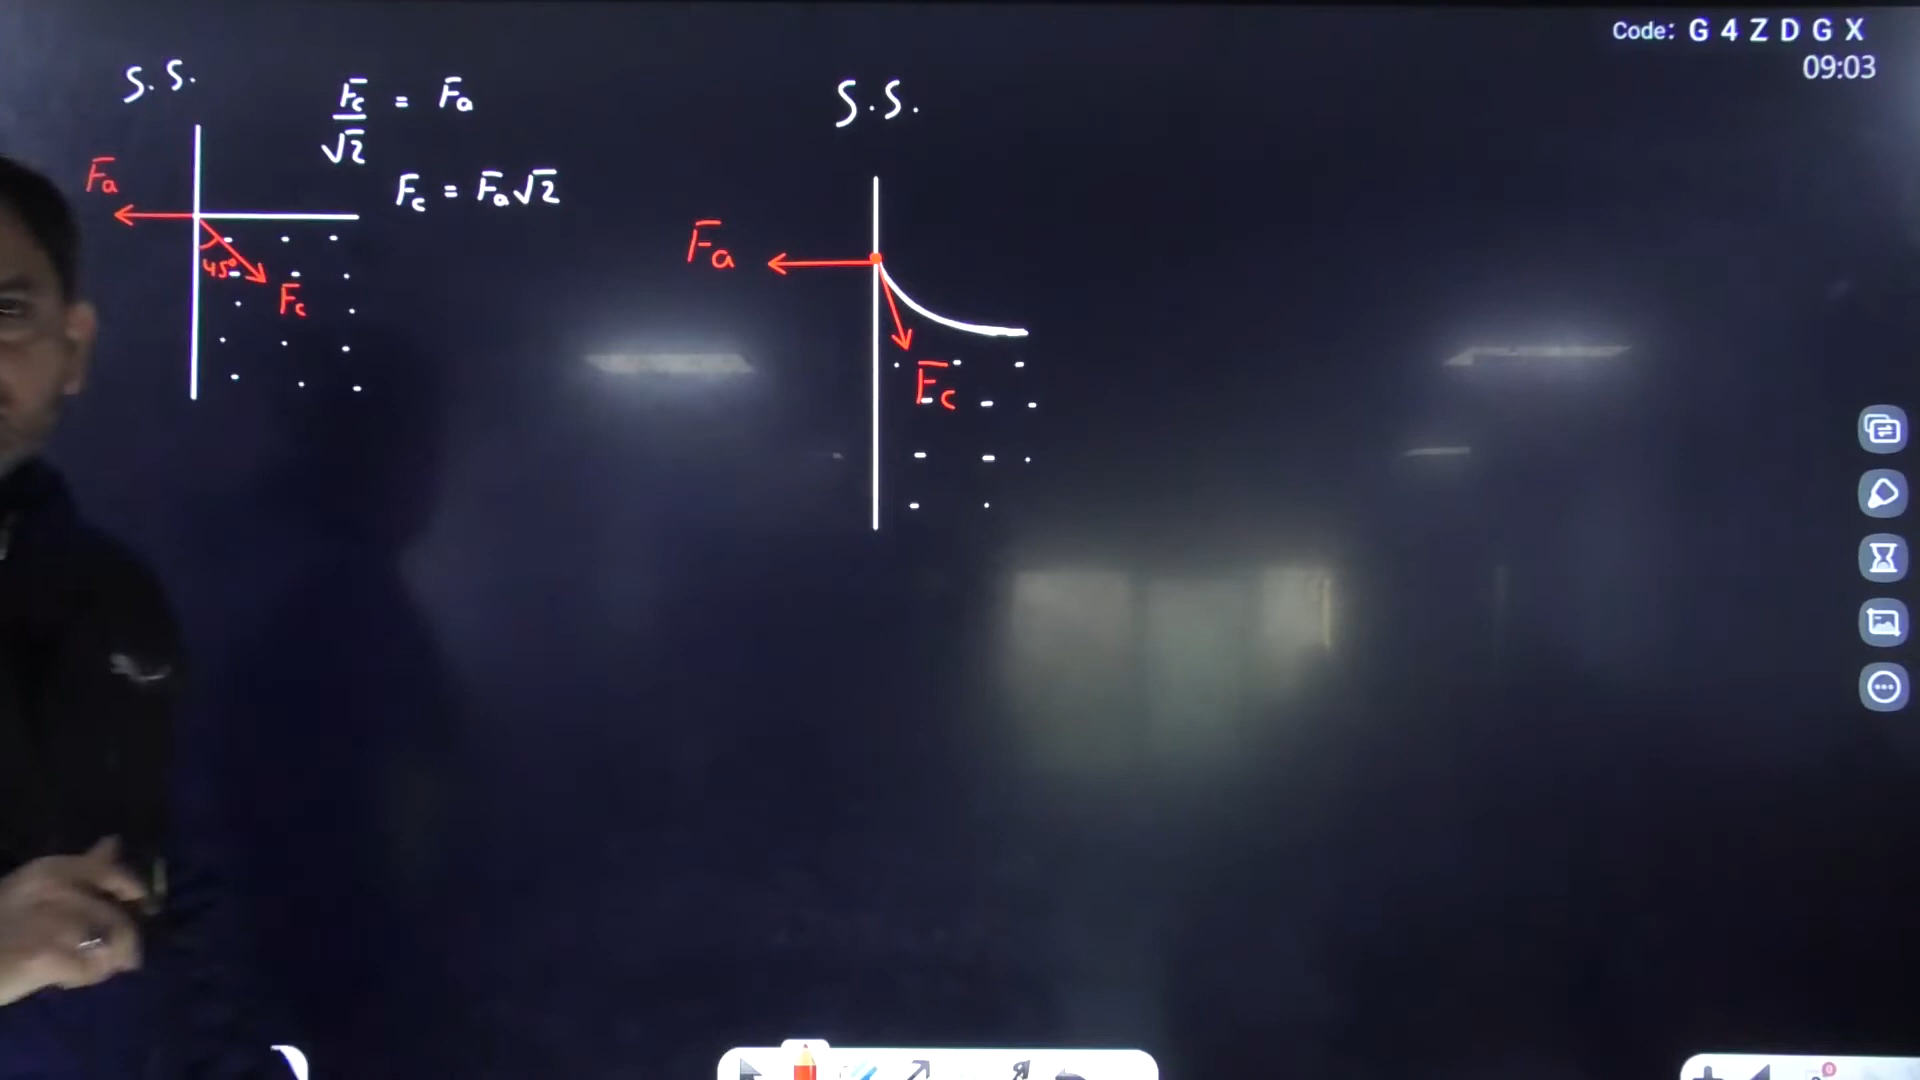 Code: G 4 Z D G X
09:03
S.S.
Fc/√2 = Fa
Fc = Fa√2
Fa
45°
Fc
S.S.
Fa
Fc